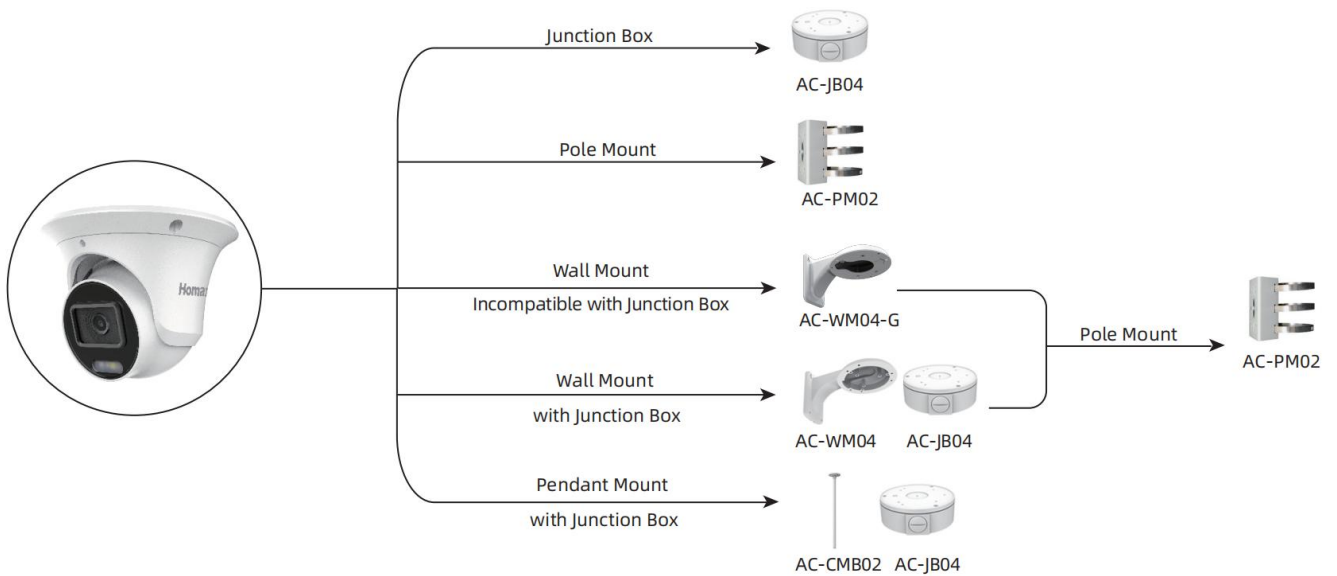 Junction Box
AC-JB04
Pole Mount
AC-PM02
Wall Mount
Incompatible with Junction Box
AC-WM04-G
Wall Mount
with Junction Box
AC-WM04 AC-JB04
Pendant Mount
with Junction Box
AC-CMB02 AC-JB04
Pole Mount
AC-PM02